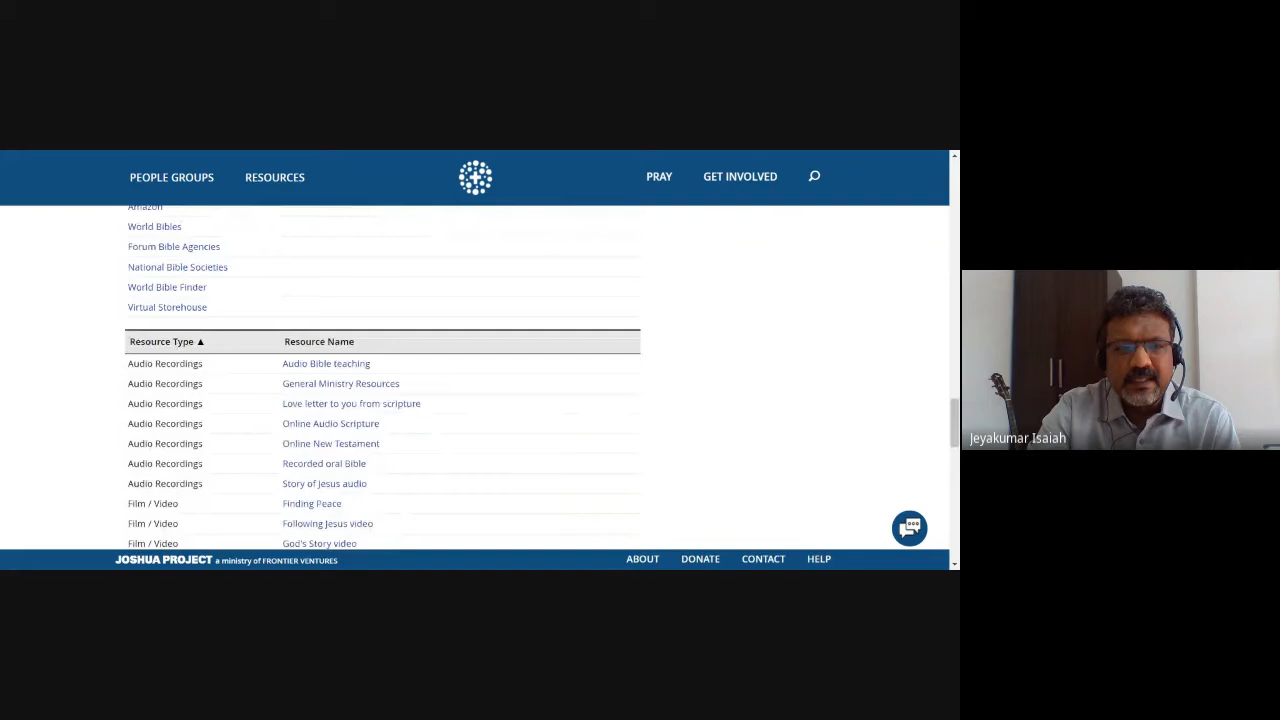 PEOPLE GROUPS RESOURCES PRAY GET INVOLVED
Amazon
World Bibles
Forum Bible Agencies
National Bible Societies
World Bible Finder
Virtual Storehouse
Resource Type ▲ Resource Name
Audio Recordings Audio Bible teaching
Audio Recordings General Ministry Resources
Audio Recordings Love letter to you from scripture
Audio Recordings Online Audio Scripture
Audio Recordings Online New Testament
Audio Recordings Recorded oral Bible
Audio Recordings Story of Jesus audio
Film / Video Finding Peace
Film / Video Following Jesus video
Film / Video God's Story video
JOSHUA PROJECT a ministry of FRONTIER VENTURES ABOUT DONATE CONTACT HELP
Jeyakumar Isaiah